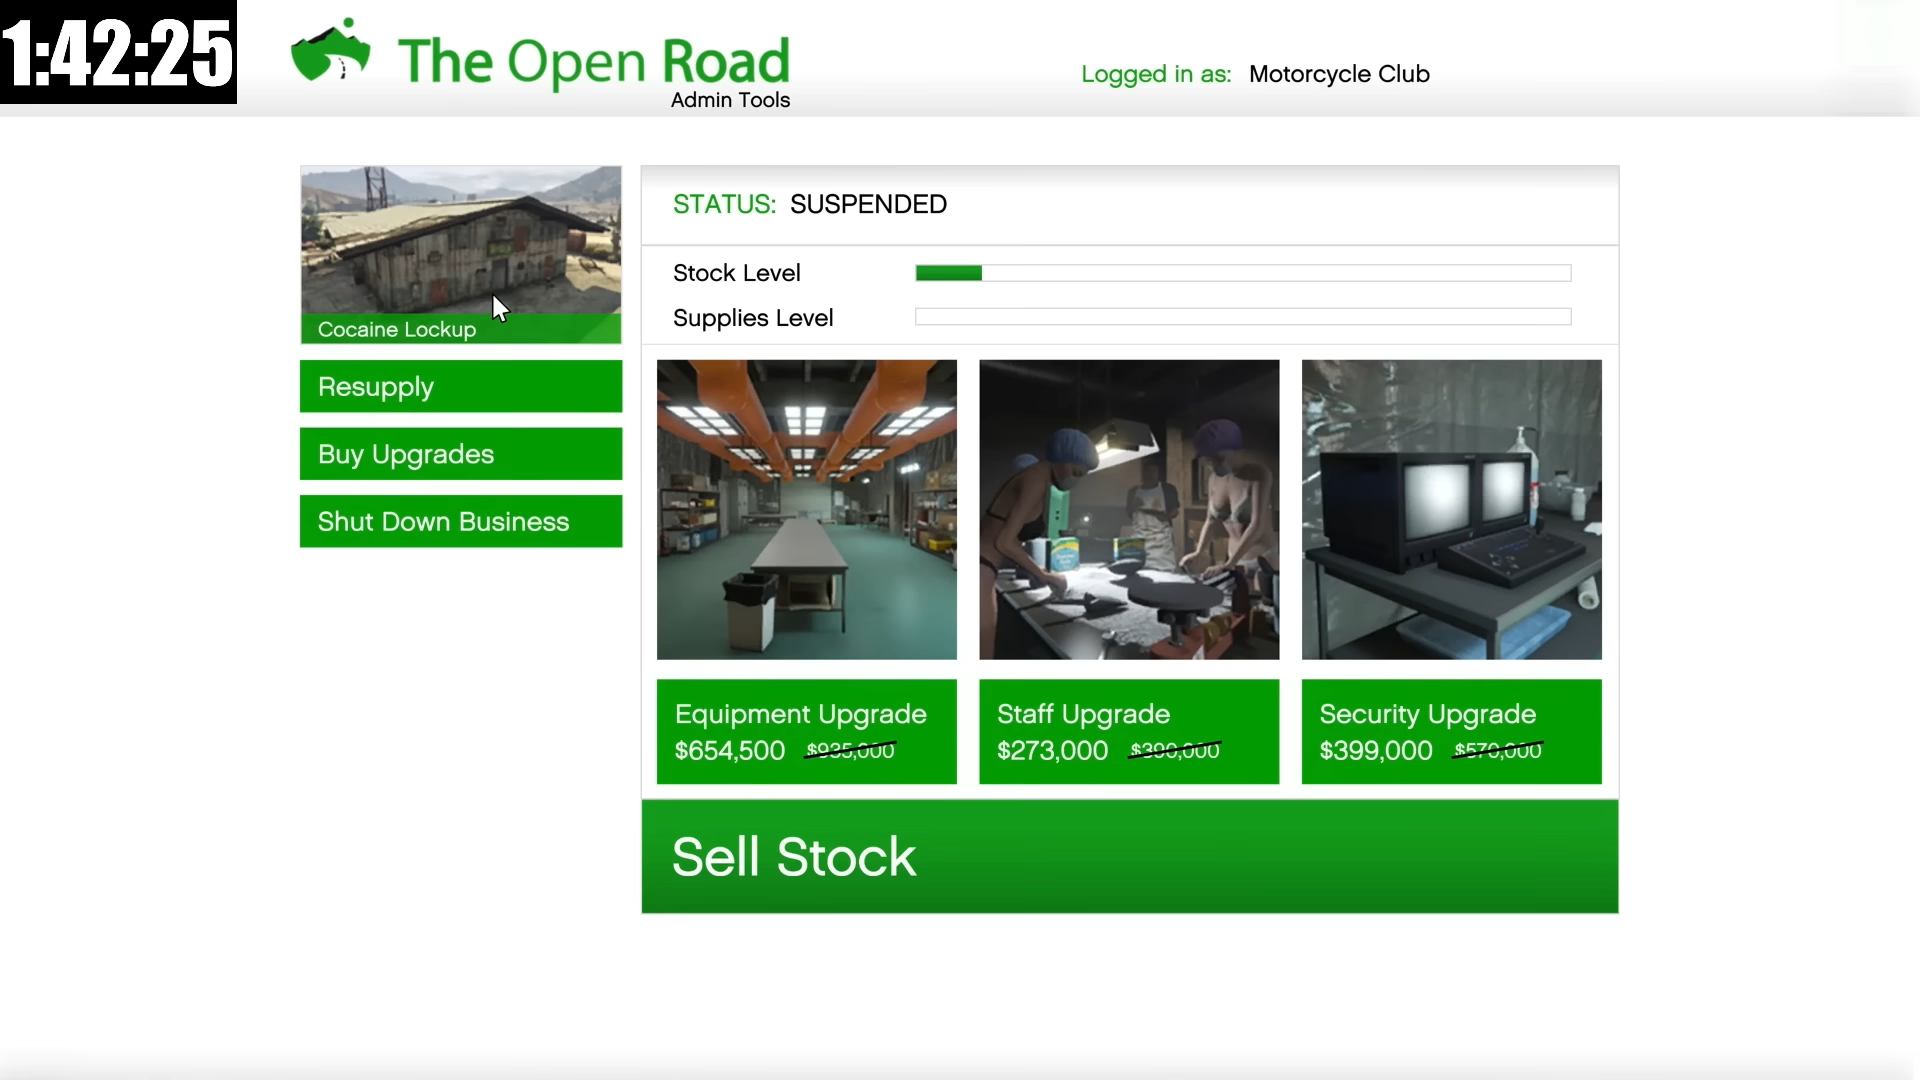 1:42:25
The Open Road
Admin Tools
Logged in as: Motorcycle Club
Cocaine Lockup
Resupply
Buy Upgrades
Shut Down Business
STATUS: SUSPENDED
Stock Level
Supplies Level
Equipment Upgrade
$654,500 $935,000
Staff Upgrade
$273,000 $390,000
Security Upgrade
$399,000 $570,000
Sell Stock